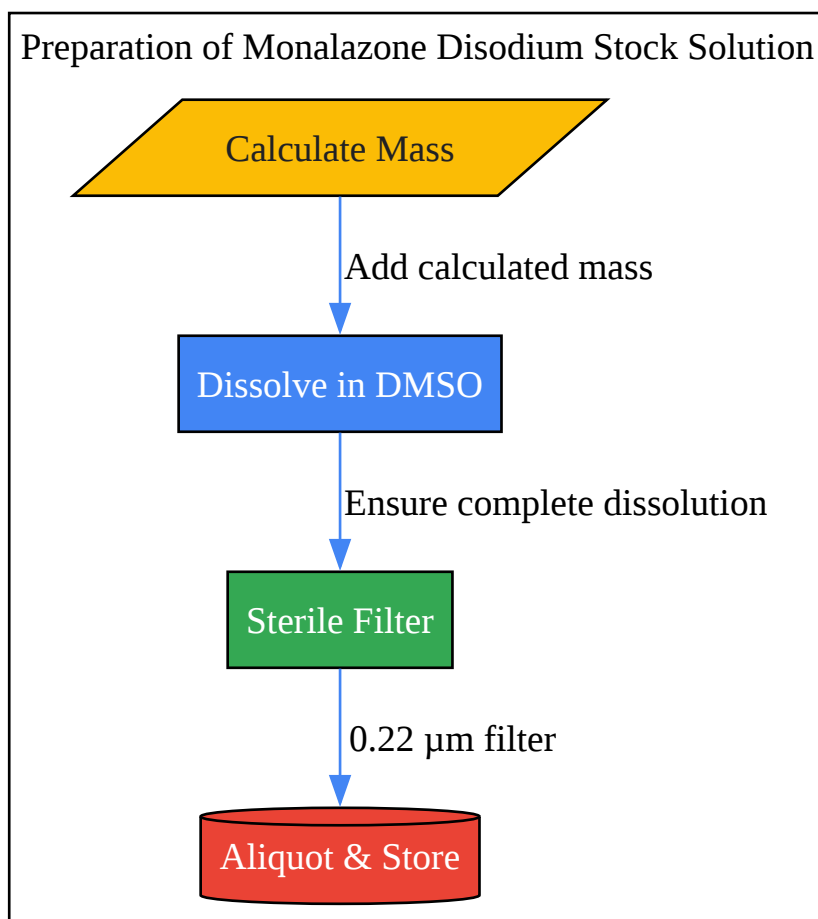 Preparation of Monalazone Disodium Stock Solution
Calculate Mass
Add calculated mass
Dissolve in DMSO
Ensure complete dissolution
Sterile Filter
0.22 µm filter
Aliquot & Store